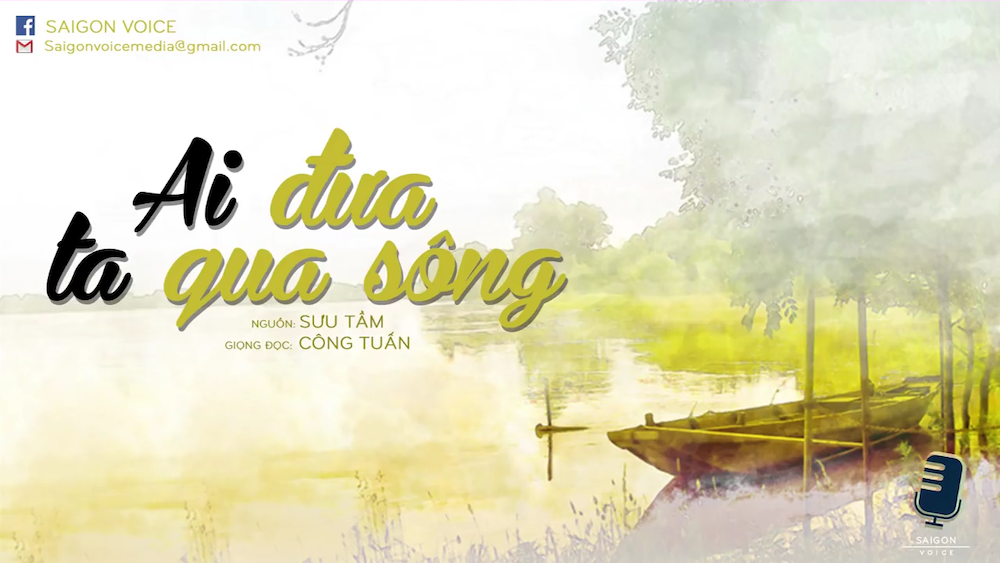 SAIGON VOICE
Saigonvoicemedia@gmail.com
Ai đưa
ta qua sông
NGUỒN: SƯU TẦM
GIỌNG ĐỌC: CÔNG TUẤN
SAIGON
VOICE